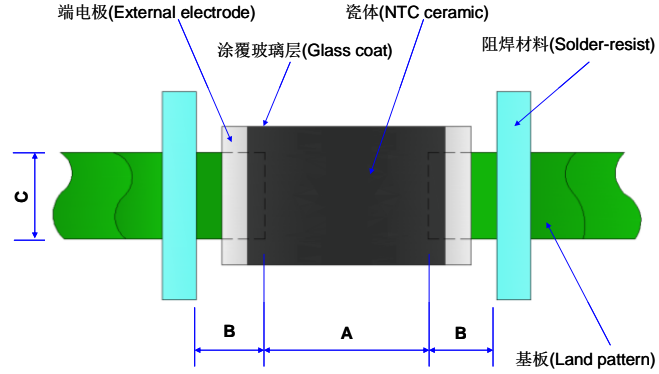 端电极(External electrode)
瓷体(NTC ceramic)
涂覆玻璃层(Glass coat)
阻焊材料(Solder-resist)
C
B
A
B
基板(Land pattern)